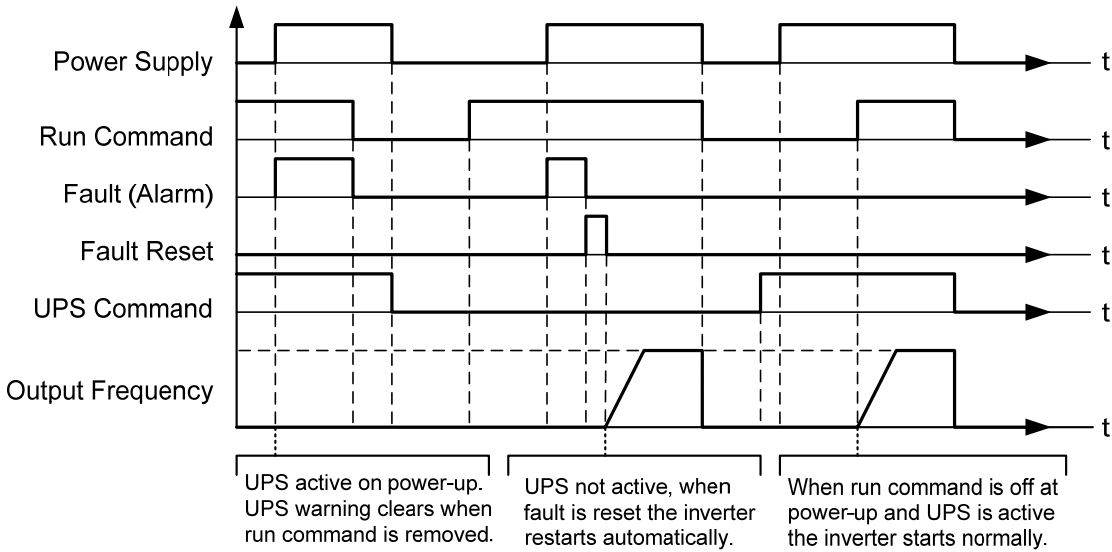 Power Supply
t
Run Command
t
Fault (Alarm)
t
Fault Reset
t
UPS Command
t
Output Frequency
t
UPS active on power-up.
UPS warning clears when
run command is removed.
UPS not active, when
fault is reset the inverter
restarts automatically.
When run command is off at
power-up and UPS is active
the inverter starts normally.